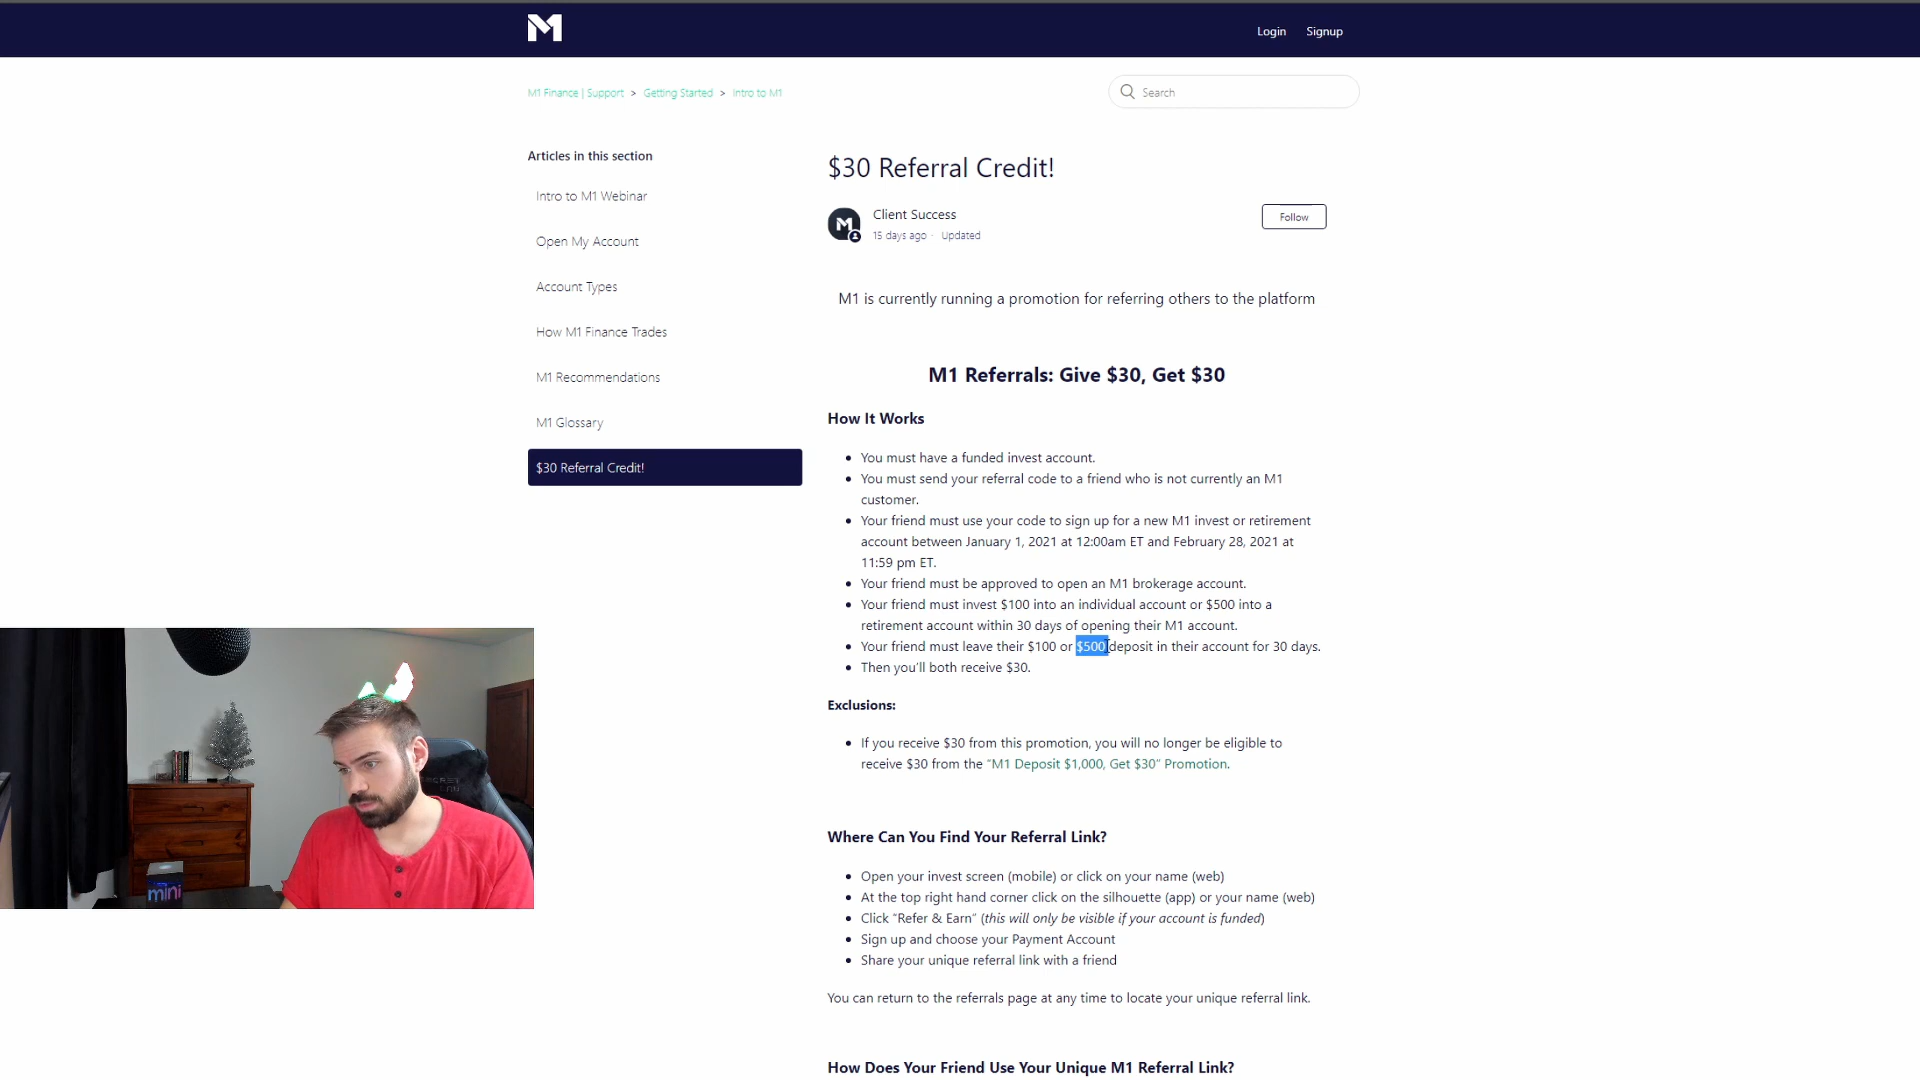 M1
Login
Signup
M1 Finance | Support > Getting Started > Intro to M1
Search
Articles in this section
Intro to M1 Webinar
Open My Account
Account Types
How M1 Finance Trades
M1 Recommendations
M1 Glossary
$30 Referral Credit!
$30 Referral Credit!
M
Client Success
15 days ago · Updated
Follow
M1 is currently running a promotion for referring others to the platform
M1 Referrals: Give $30, Get $30
How It Works
• You must have a funded invest account.
• You must send your referral code to a friend who is not currently an M1
customer.
• Your friend must use your code to sign up for a new M1 invest or retirement
account between January 1, 2021 at 12:00am ET and February 28, 2021 at
11:59 pm ET.
• Your friend must be approved to open an M1 brokerage account.
• Your friend must invest $100 into an individual account or $500 into a
retirement account within 30 days of opening their M1 account.
• Your friend must leave their $100 or $500 deposit in their account for 30 days.
• Then you’ll both receive $30.
Exclusions:
• If you receive $30 from this promotion, you will no longer be eligible to
receive $30 from the “M1 Deposit $1,000, Get $30” Promotion.
Where Can You Find Your Referral Link?
• Open your invest screen (mobile) or click on your name (web)
• At the top right hand corner click on the silhouette (app) or your name (web)
• Click “Refer & Earn” (this will only be visible if your account is funded)
• Sign up and choose your Payment Account
• Share your unique referral link with a friend
You can return to the referrals page at any time to locate your unique referral link.
How Does Your Friend Use Your Unique M1 Referral Link?
mini